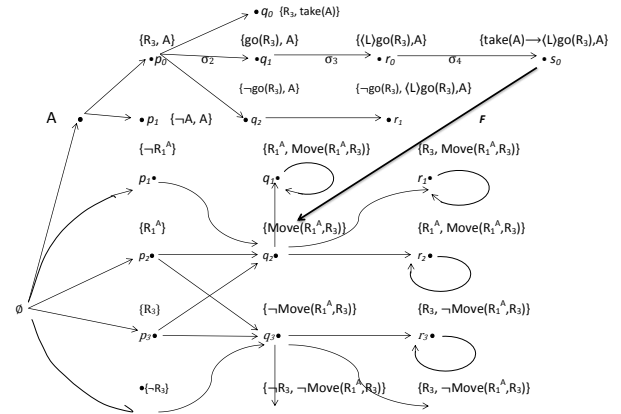 •q₀ {R₃, take(A)}
{R₃, A} {go(R₃), A} {⟨L⟩go(R₃),A} {take(A)→⟨L⟩go(R₃),A}
•p₀ σ₂ •q₁ σ₃ •r₀ σ₄ •s₀
{¬go(R₃), A} {¬go(R₃), ⟨L⟩go(R₃),A}
A •p₁ {¬A, A} •q₂ •r₁ F
{¬R₁ᴬ} {R₁ᴬ, Move(R₁ᴬ,R₃)} {R₃, Move(R₁ᴬ,R₃)}
p₁• q₁• r₁•
{R₁ᴬ} {Move(R₁ᴬ,R₃)} {R₁ᴬ, Move(R₁ᴬ,R₃)}
p₂• q₂• r₂•
{R₃} {¬Move(R₁ᴬ,R₃)} {R₃, ¬Move(R₁ᴬ,R₃)}
∅
p₃• q₃• r₃•
•{¬R₃} {¬R₃, ¬Move(R₁ᴬ,R₃)} {R₃, ¬Move(R₁ᴬ,R₃)}